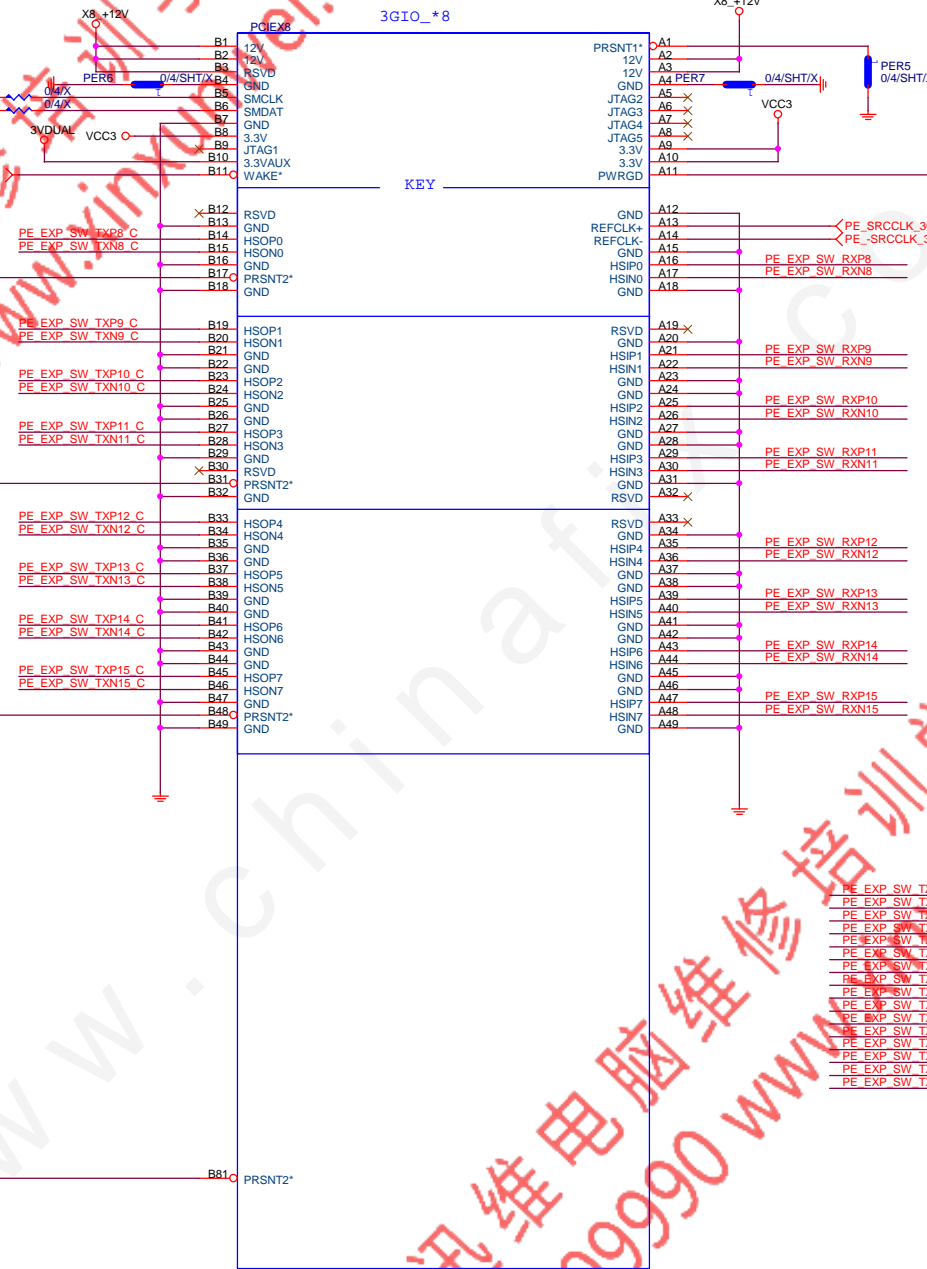 3GIO_*8
X8_+12V
X8_+12V
PCIEX8
B1 12V
B2 12V
B3 RSVD
B4 GND
B5 SMCLK
B6 SMDAT
B7 GND
B8 3.3V
B9 JTAG1
B10 3.3VAUX
B11 WAKE*
PER6 0/4/SHT/X
0/4/X
0/4/X
3VDUAL
VCC3
PRSNT1* A1
12V A2
12V A3
GND A4
JTAG2 A5
JTAG3 A6
JTAG4 A7
JTAG5 A8
3.3V A9
3.3V A10
PWRGD A11
PER7 0/4/SHT/X
PER5
VCC3
KEY
B12 RSVD
B13 GND
PE_EXP_SW_TXP8_C B14 HSOP0
PE_EXP_SW_TXN8_C B15 HSON0
B16 GND
B17 PRSNT2*
B18 GND
GND A12
REFCLK+ A13
REFCLK- A14
GND A15
HSIP0 A16 PE_EXP_SW_RXP8
HSIN0 A17 PE_EXP_SW_RXN8
GND A18
PE_EXP_SW_TXP9_C B19 HSOP1
PE_EXP_SW_TXN9_C B20 HSON1
B21 GND
B22 GND
PE_EXP_SW_TXP10_C B23 HSOP2
PE_EXP_SW_TXN10_C B24 HSON2
B25 GND
B26 GND
PE_EXP_SW_TXP11_C B27 HSOP3
PE_EXP_SW_TXN11_C B28 HSON3
B29 GND
B30 RSVD
B31 PRSNT2*
B32 GND
RSVD A19
GND A20
HSIP1 A21 PE_EXP_SW_RXP9
HSIN1 A22 PE_EXP_SW_RXN9
GND A23
GND A24
HSIP2 A25 PE_EXP_SW_RXP10
HSIN2 A26 PE_EXP_SW_RXN10
GND A27
GND A28
HSIP3 A29 PE_EXP_SW_RXP11
HSIN3 A30 PE_EXP_SW_RXN11
GND A31
RSVD A32
PE_EXP_SW_TXP12_C B33 HSOP4
PE_EXP_SW_TXN12_C B34 HSON4
B35 GND
B36 GND
PE_EXP_SW_TXP13_C B37 HSOP5
PE_EXP_SW_TXN13_C B38 HSON5
B39 GND
B40 GND
PE_EXP_SW_TXP14_C B41 HSOP6
PE_EXP_SW_TXN14_C B42 HSON6
B43 GND
B44 GND
PE_EXP_SW_TXP15_C B45 HSOP7
PE_EXP_SW_TXN15_C B46 HSON7
B47 GND
B48 PRSNT2*
B49 GND
RSVD A33
GND A34
HSIP4 A35 PE_EXP_SW_RXP12
HSIN4 A36 PE_EXP_SW_RXN12
GND A37
GND A38
HSIP5 A39 PE_EXP_SW_RXP13
HSIN5 A40 PE_EXP_SW_RXN13
GND A41
GND A42
HSIP6 A43 PE_EXP_SW_RXP14
HSIN6 A44 PE_EXP_SW_RXN14
GND A45
GND A46
HSIP7 A47 PE_EXP_SW_RXP15
HSIN7 A48 PE_EXP_SW_RXN15
GND A49
B81 PRSNT2*
讯维电脑维修培训